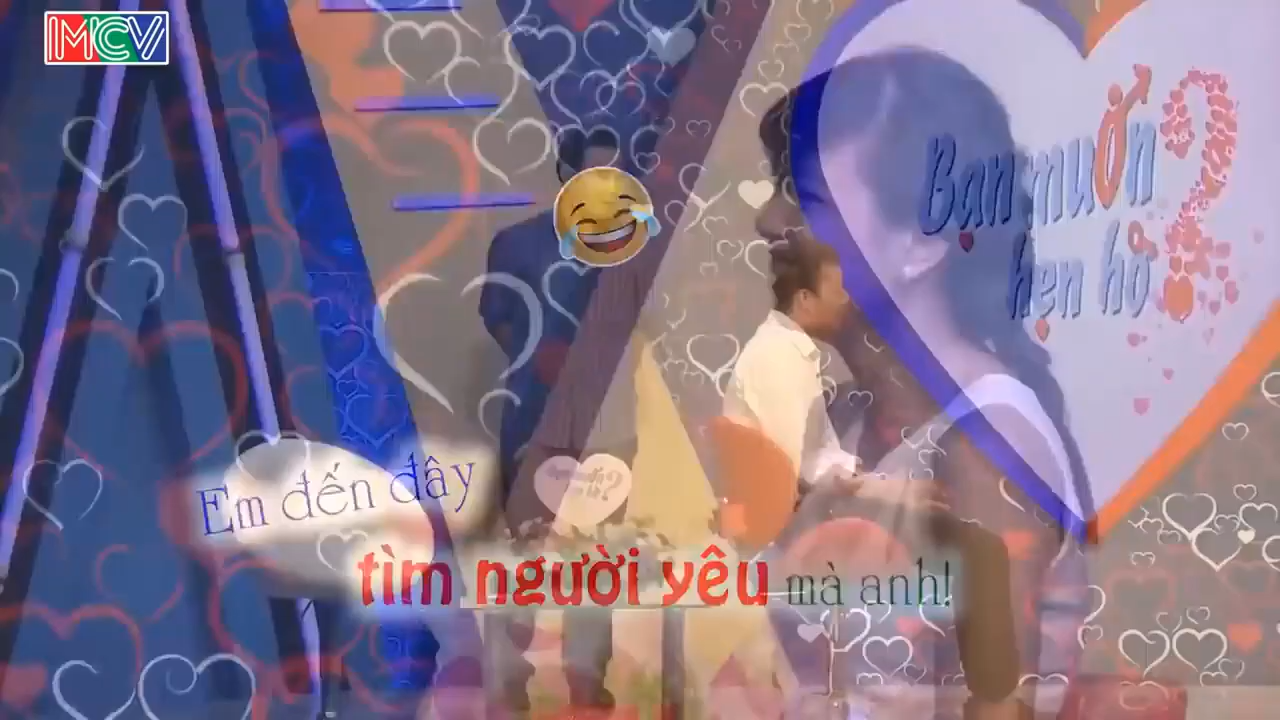 MCV
Bạn muốn
hẹn hò ?
Em đến đây
tìm người yêu mà anh!